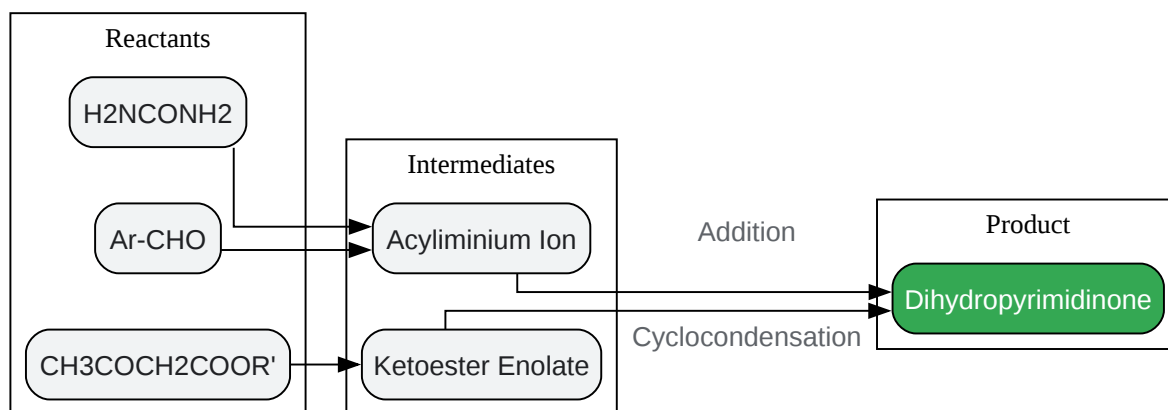 Reactants
H2NCONH2
Ar-CHO
CH3COCH2COOR'
Intermediates
Acyliminium Ion
Ketoester Enolate
Addition
Cyclocondensation
Product
Dihydropyrimidinone